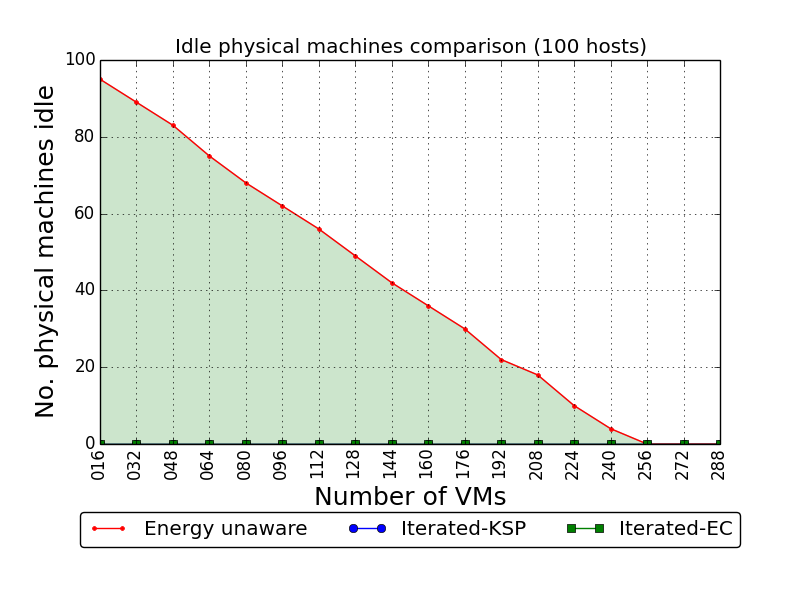 Idle physical machines comparison (100 hosts)
No. physical machines idle
100
80
60
40
20
0
016 032 048 064 080 096 112 128 144 160 176 192 208 224 240 256 272 288
Number of VMs
Energy unaware Iterated-KSP Iterated-EC